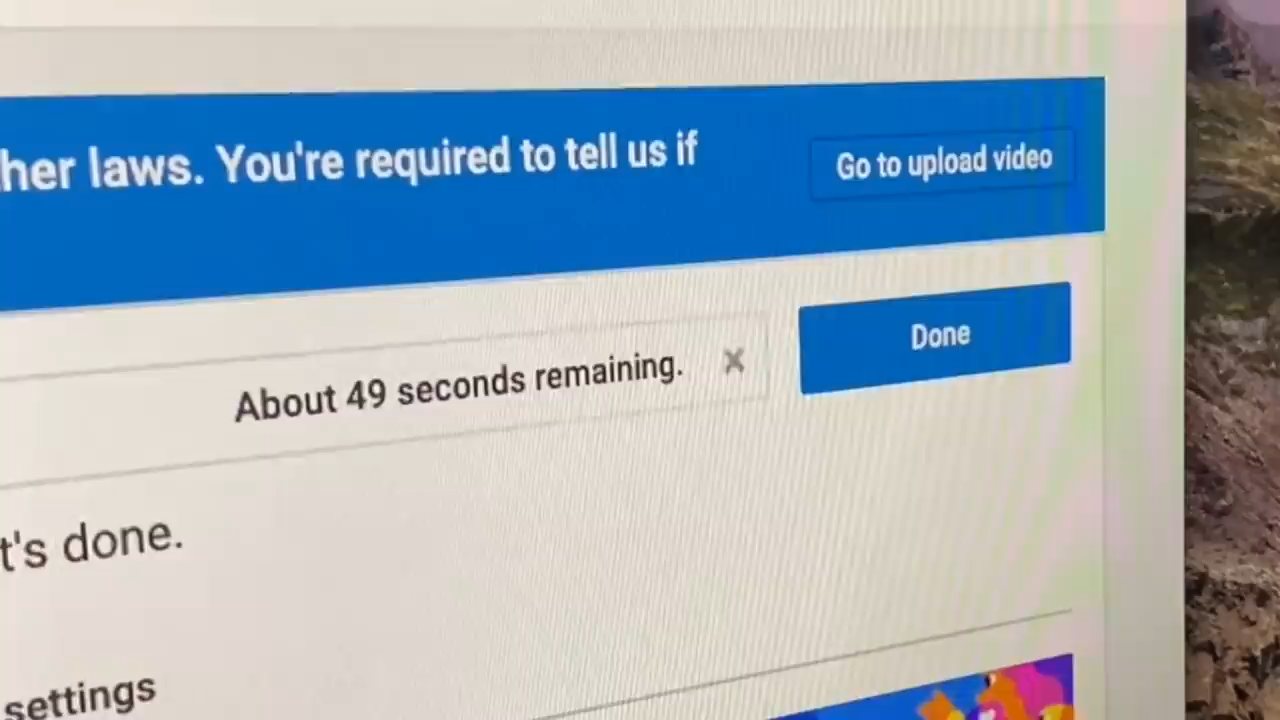 her laws. You're required to tell us if
Go to upload video
About 49 seconds remaining.
Done
t's done.
settings